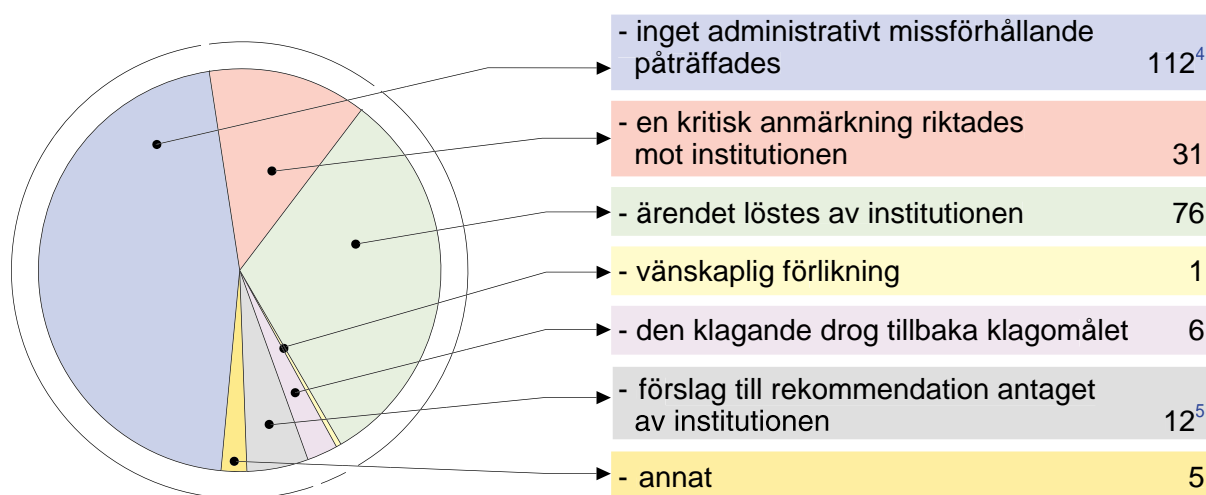 - inget administrativt missförhållande
påträffades 112⁴
- en kritisk anmärkning riktades
mot institutionen 31
- ärendet löstes av institutionen 76
- vänskaplig förlikning 1
- den klagande drog tillbaka klagomålet 6
- förslag till rekommendation antaget
av institutionen 12⁵
- annat 5